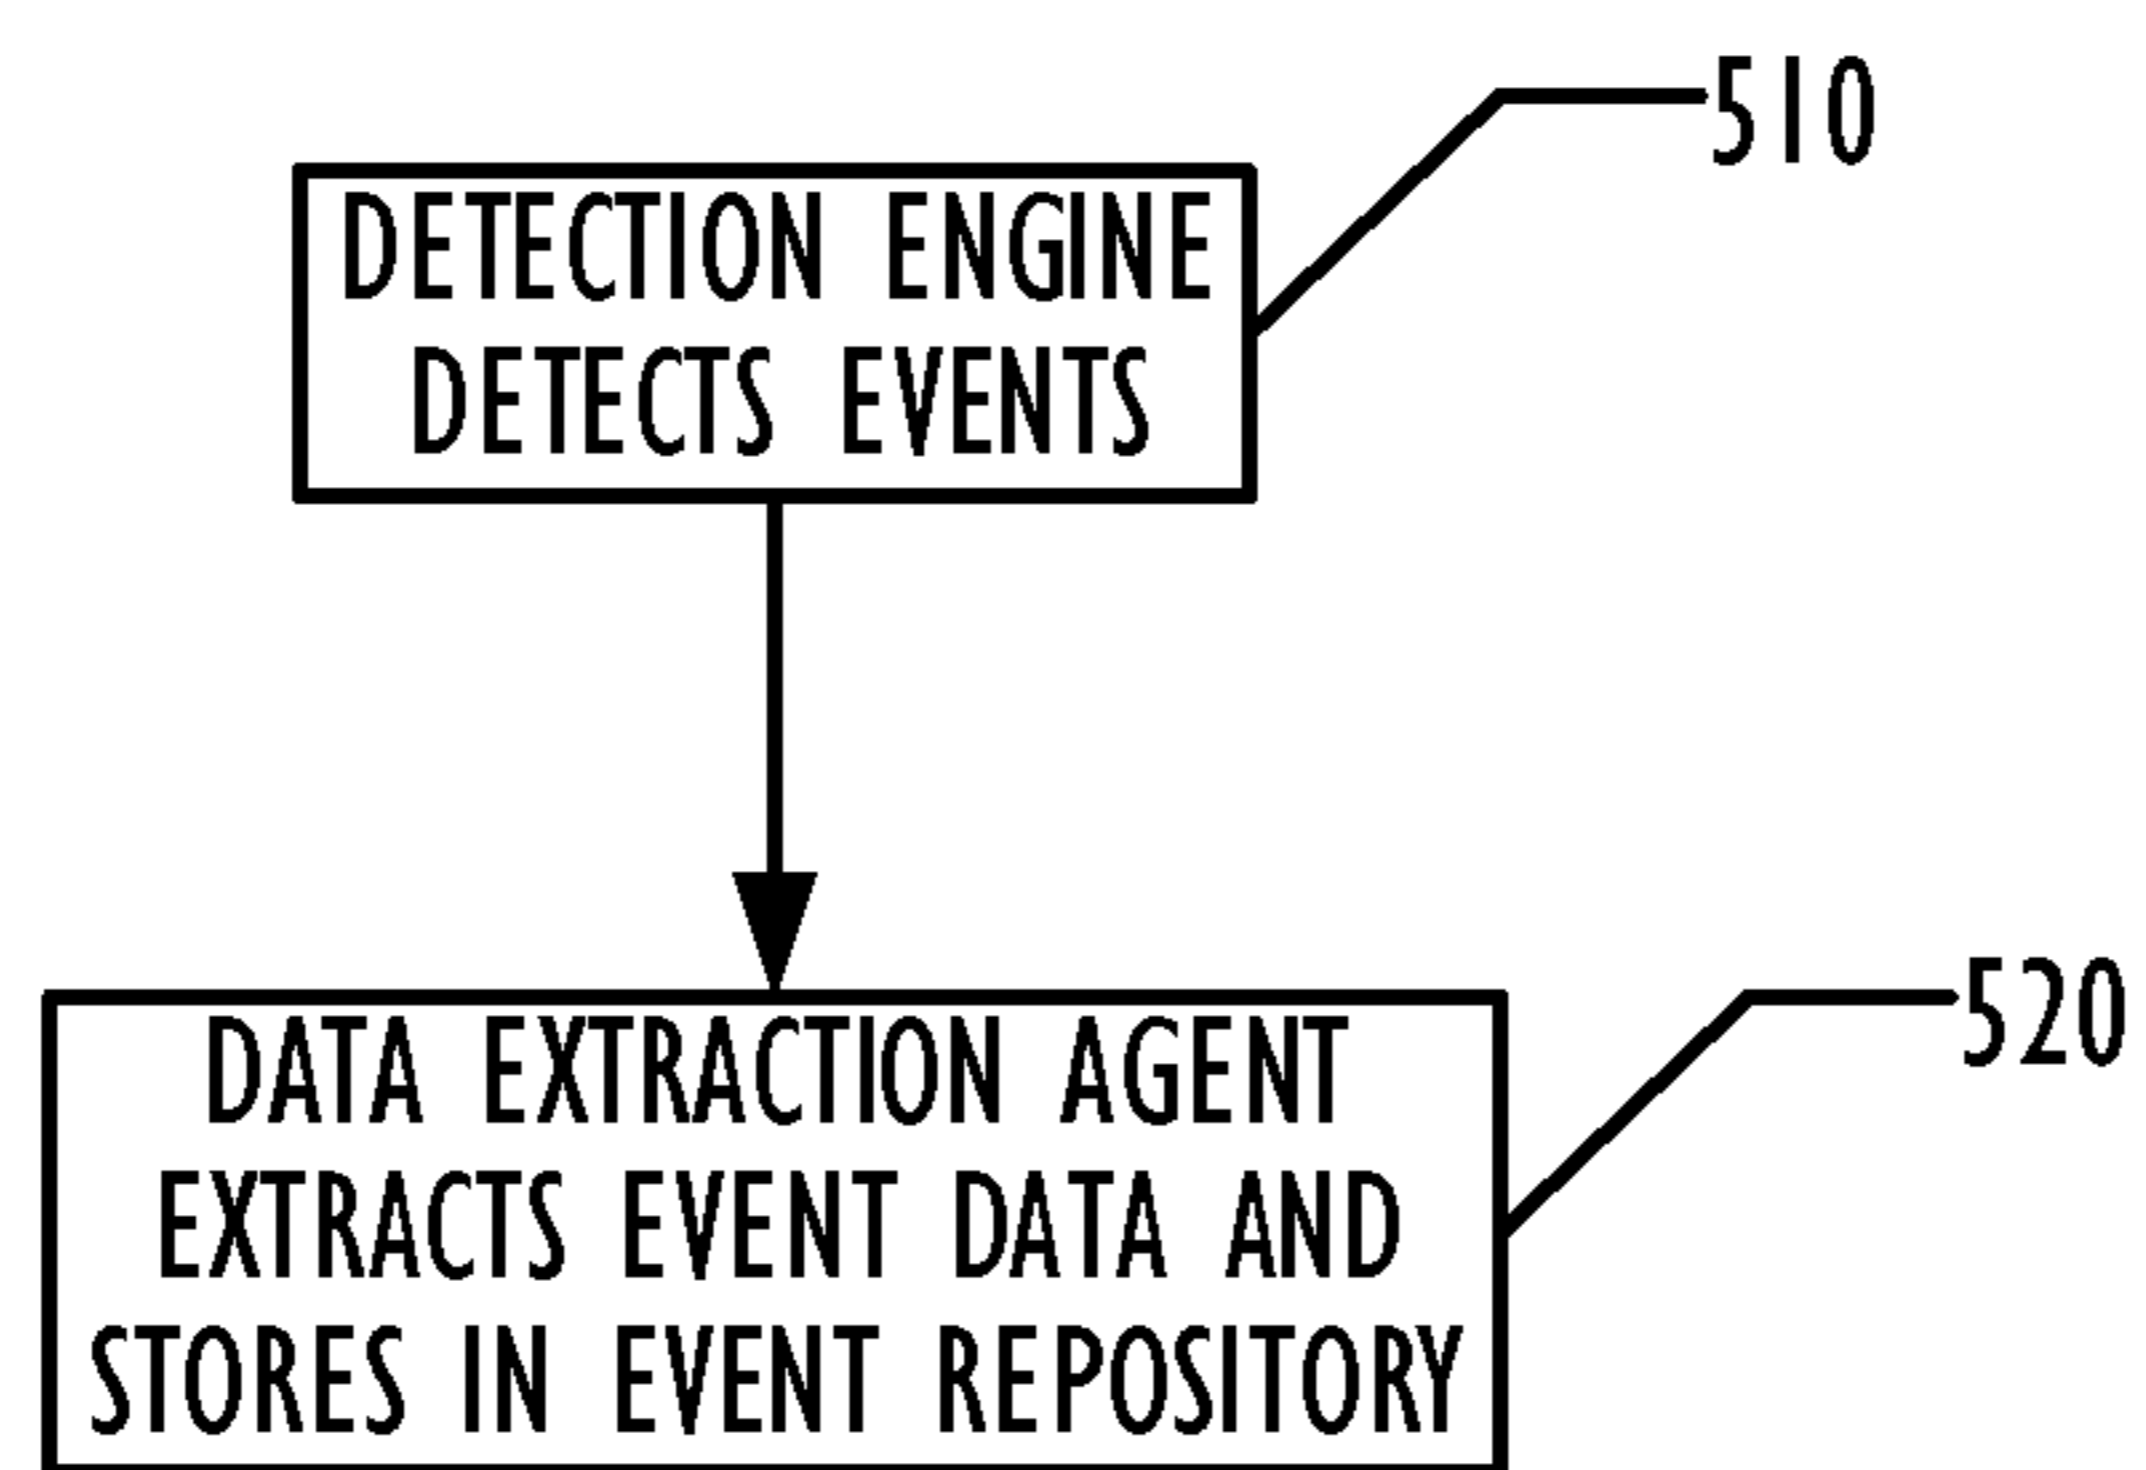 510
DETECTION ENGINE
DETECTS EVENTS
520
DATA EXTRACTION AGENT
EXTRACTS EVENT DATA AND
STORES IN EVENT REPOSITORY